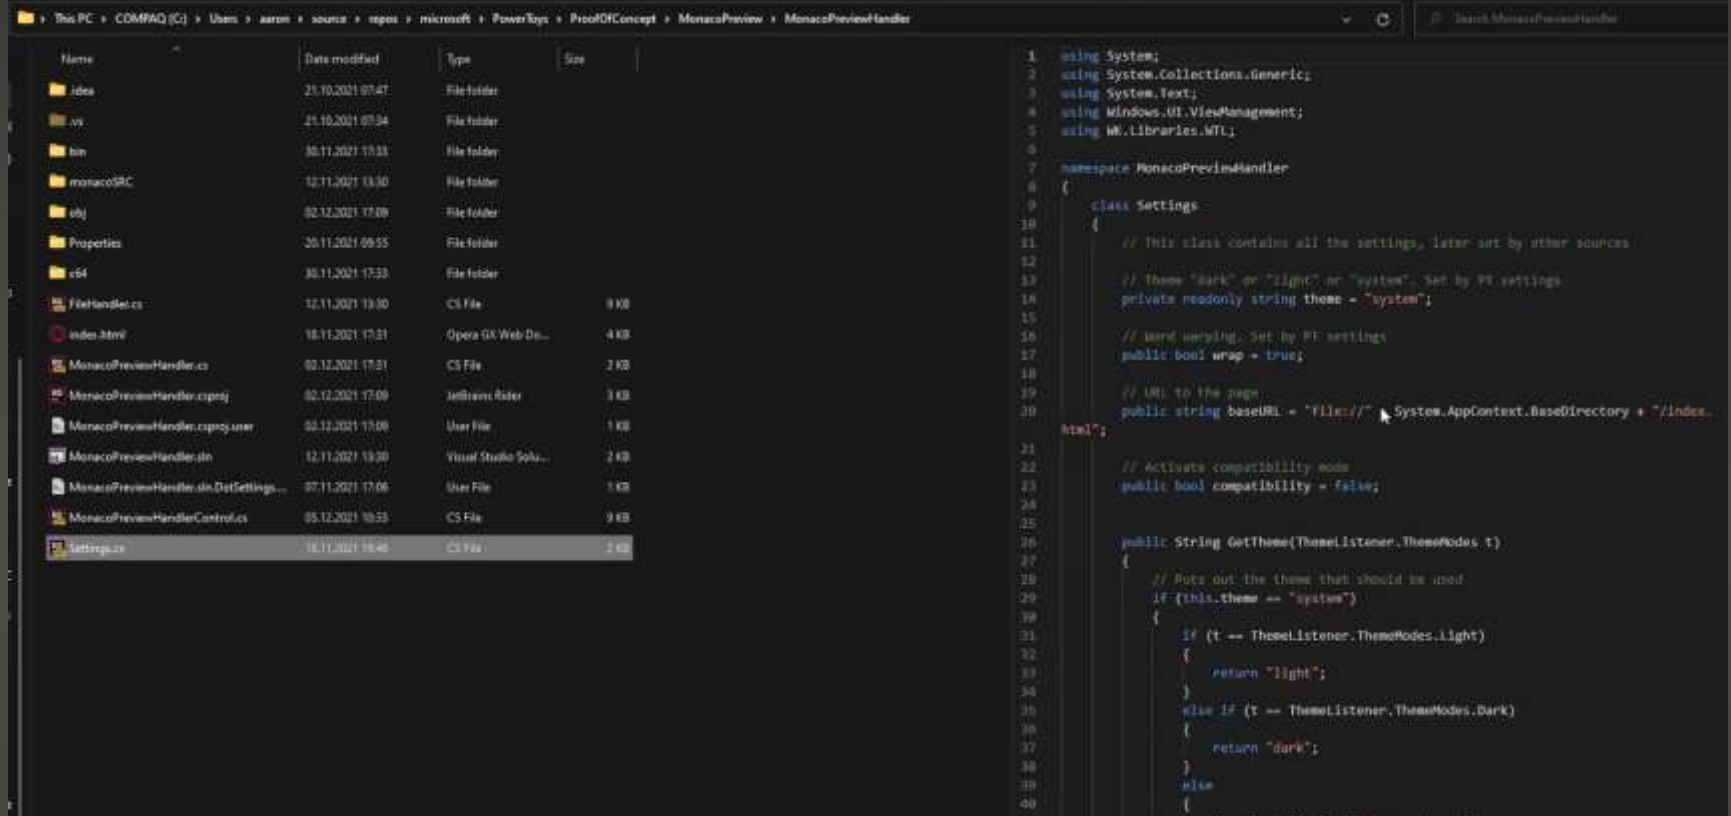 This PC › COMPAQ (C:) › Users › aaron › source › repos › microsoft › PowerToys › ProofOfConcept › MonacoPreview › MonacoPreviewHandler
Search MonacoPreviewHandler
Name Date modified Type Size
.idea 21.10.2021 07:47 File folder
.vs 21.10.2021 07:34 File folder
bin 30.11.2021 17:33 File folder
monacoSRC 12.11.2021 13:30 File folder
obj 02.12.2021 17:09 File folder
Properties 20.11.2021 09:55 File folder
x64 30.11.2021 17:33 File folder
FileHandler.cs 12.11.2021 13:30 CS File 9 KB
index.html 18.11.2021 17:31 Opera GX Web Do... 4 KB
MonacoPreviewHandler.cs 02.12.2021 17:31 CS File 2 KB
MonacoPreviewHandler.csproj 02.12.2021 17:09 JetBrains Rider 3 KB
MonacoPreviewHandler.csproj.user 02.12.2021 17:09 User File 1 KB
MonacoPreviewHandler.sln 12.11.2021 13:30 Visual Studio Solu... 2 KB
MonacoPreviewHandler.sln.DotSettings.... 07.11.2021 17:06 User File 1 KB
MonacoPreviewHandlerControl.cs 05.12.2021 CS File 9 KB
Settings.cs CS File 2 KB
1 using System;
2 using System.Collections.Generic;
3 using System.Text;
4 using Windows.UI.ViewManagement;
5 using WK.Libraries.WTL;
6
7 namespace MonacoPreviewHandler
8 {
9 class Settings
10 {
11 // This class contains all the settings, later set by other sources
12
13 // Theme "dark" or "light" or "system". Set by PT settings
14 private readonly string theme = "system";
15
16 // Word warping. Set by PT settings
17 public bool wrap = true;
18
19 // URL to the page
20 public string baseURL = "file://" System.AppContext.BaseDirectory + "/index.
html";
21
22 // Activate compatibility mode
23 public bool compatibility = false;
24
25
26 public String GetTheme(ThemeListener.ThemeModes t)
27 {
28 // Puts out the theme that should be used
29 if (this.theme == "system")
30 {
31 if (t == ThemeListener.ThemeModes.Light)
32 {
33 return "light";
34 }
35 else if (t == ThemeListener.ThemeModes.Dark)
36 {
37 return "dark";
38 }
39 else
40 {